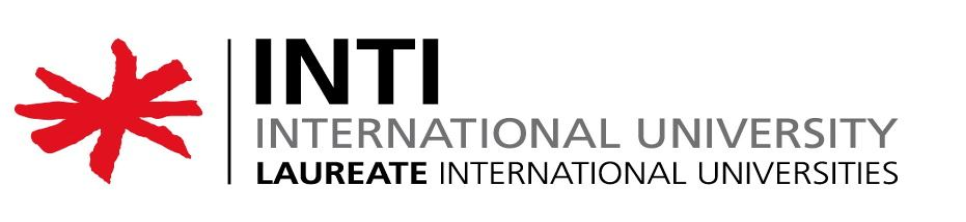 INTI
INTERNATIONAL UNIVERSITY
LAUREATE INTERNATIONAL UNIVERSITIES